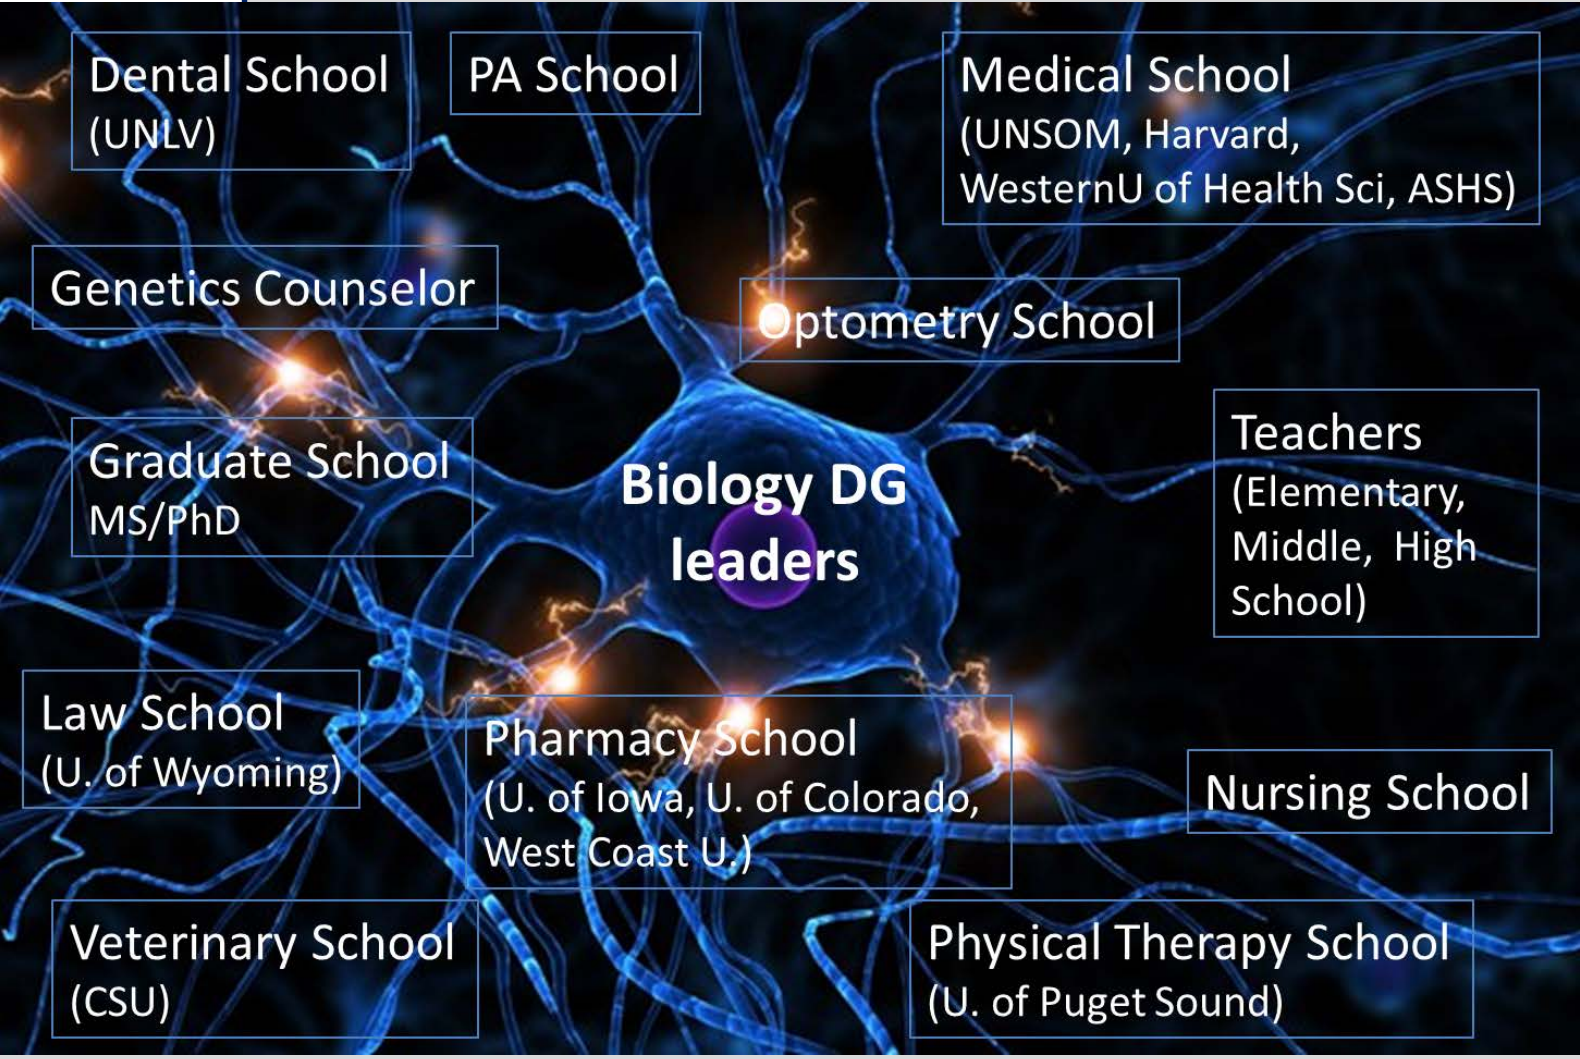 Dental School
(UNLV)
PA School
Medical School
(UNSOM, Harvard,
WesternU of Health Sci, ASHS)
Genetics Counselor
Optometry School
Graduate School
MS/PhD
Biology DG
leaders
Teachers
(Elementary,
Middle,  High
School)
Law School
(U. of Wyoming)
Pharmacy School
(U. of Iowa, U. of Colorado,
West Coast U.)
Nursing School
Veterinary School
(CSU)
Physical Therapy School
(U. of Puget Sound)